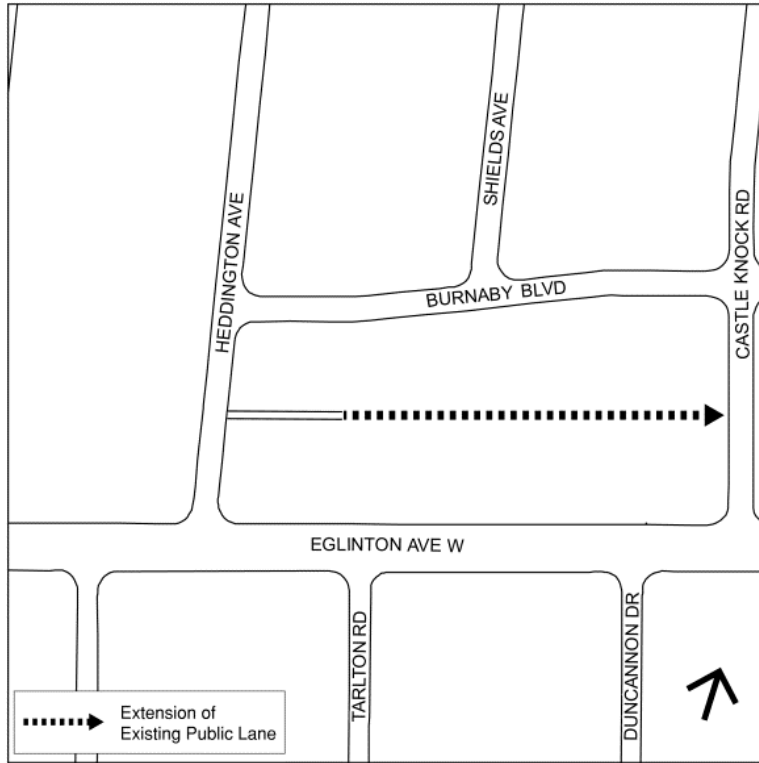 SHIELDS AVE
HEDDINGTON AVE
CASTLE KNOCK RD
BURNABY BLVD
EGLINTON AVE W
TARLTON RD
DUNCANNON DR
Extension of
Existing Public Lane